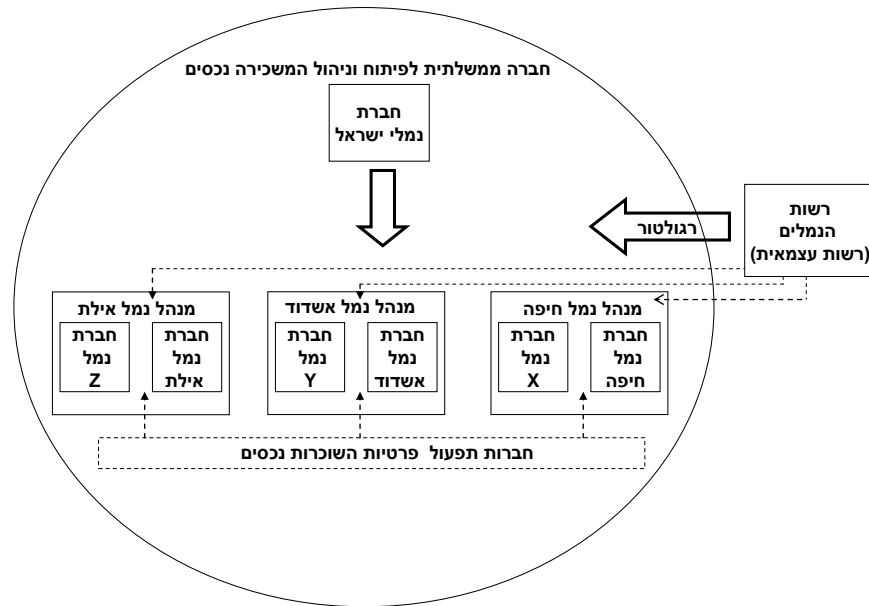 חברה ממשלתית לפיתוח וניהול המשכירה נכסים
חברת
נמלי ישראל
רשות
הנמלים
(רשות עצמאית)
רגולטור
מנהל נמל חיפה
חברת
נמל
חיפה
חברת
נמל
X
מנהל נמל אשדוד
חברת
נמל
אשדוד
חברת
נמל
Y
מנהל נמל אילת
חברת
נמל
אילת
חברת
נמל
Z
חברות תפעול פרטיות השוכרות נכסים